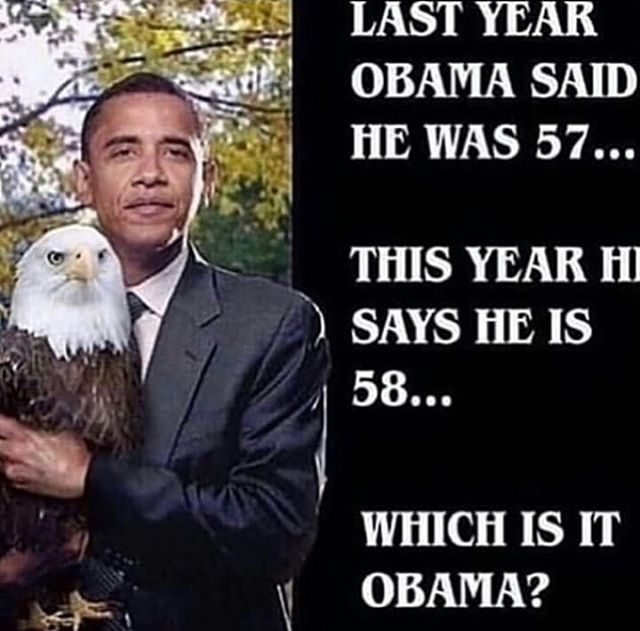 LAST YEAR
OBAMA SAID
HE WAS 57...
THIS YEAR H
SAYS HE IS
58...
WHICH IS IT
OBAMA?